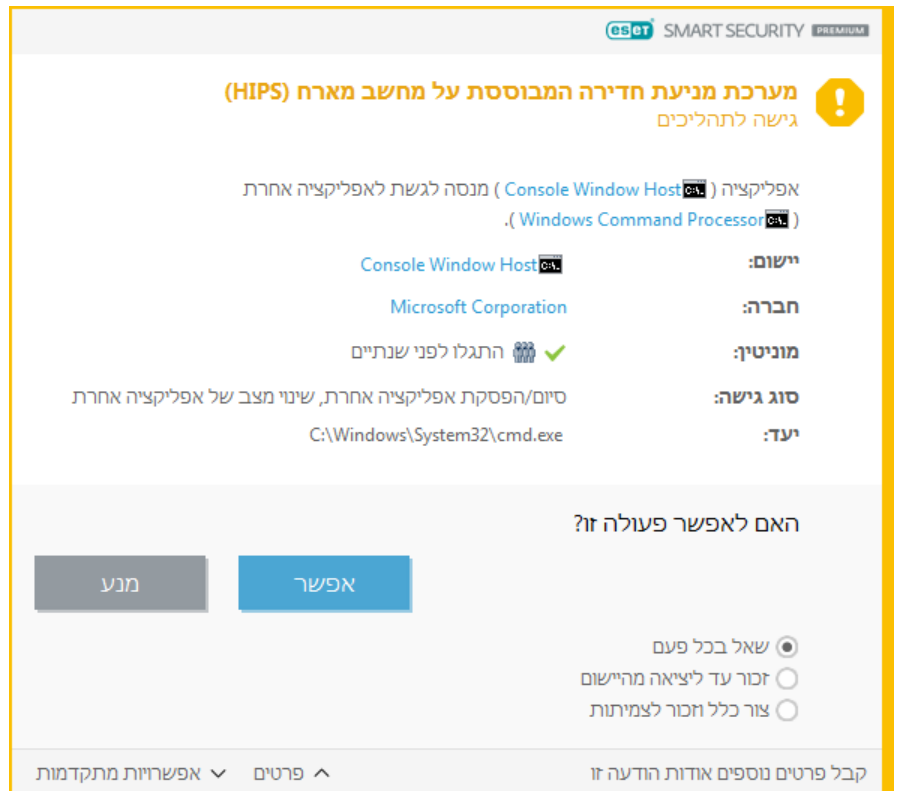 eset SMART SECURITY PREMIUM
מערכת מניעת חדירה המבוססת על מחשב מארח (HIPS)
גישה לתהליכים
אפליקציה ( Console Window Host ) מנסה לגשת לאפליקציה אחרת
( Windows Command Processor ).
יישום: Console Window Host
חברה: Microsoft Corporation
מוניטין: התגלו לפני שנתיים
סוג גישה: סיום/הפסקת אפליקציה אחרת, שינוי מצב של אפליקציה אחרת
יעד: C:\Windows\System32\cmd.exe
האם לאפשר פעולה זו?
אפשר מנע
שאל בכל פעם
זכור עד ליציאה מהיישום
צור כלל וזכור לצמיתות
קבל פרטים נוספים אודות הודעה זו פרטים אפשרויות מתקדמות